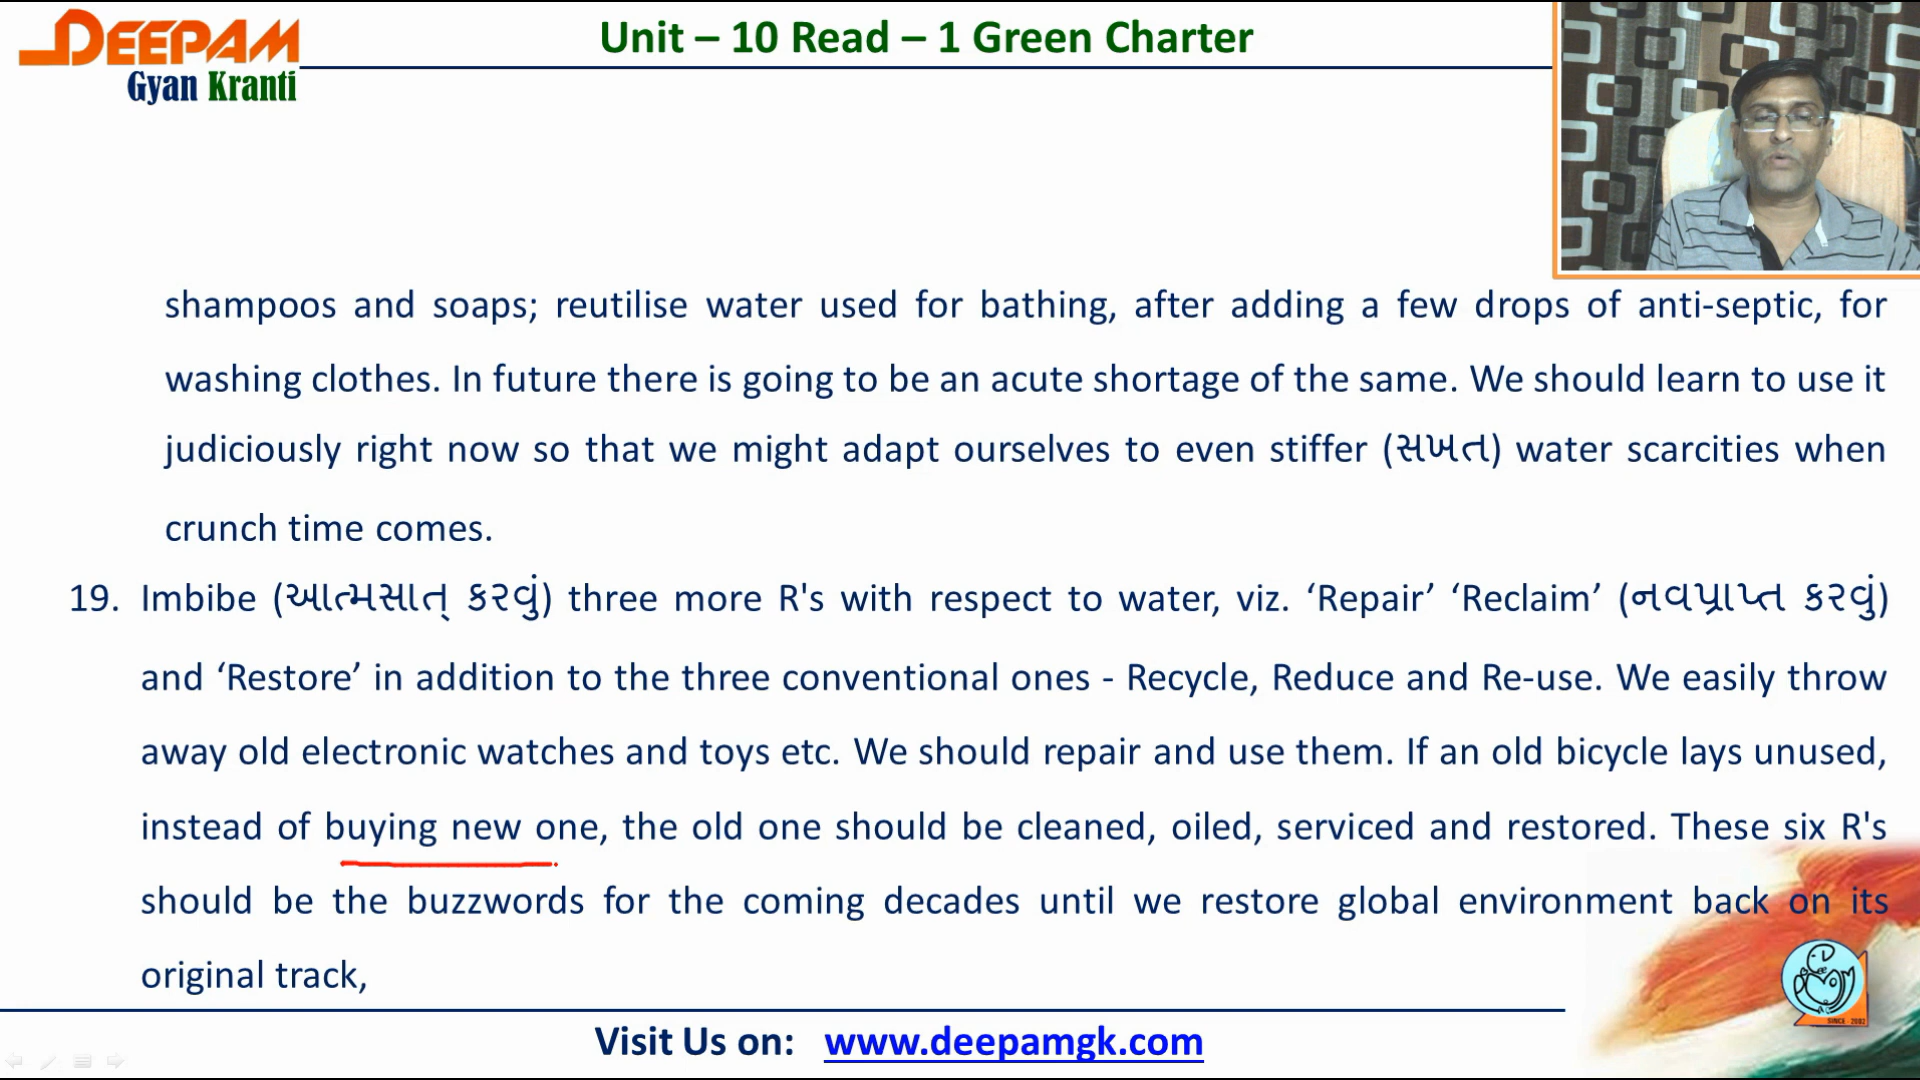 DEEPAM
Gyan Kranti
Unit – 10 Read – 1 Green Charter
shampoos and soaps; reutilise water used for bathing, after adding a few drops of anti-septic, for
washing clothes. In future there is going to be an acute shortage of the same. We should learn to use it
judiciously right now so that we might adapt ourselves to even stiffer (સખત) water scarcities when
crunch time comes.
19. Imbibe (આત્મસાત્ કરવું) three more R's with respect to water, viz. ‘Repair’ ‘Reclaim’ (નવપ્રાપ્ત કરવું)
and ‘Restore’ in addition to the three conventional ones - Recycle, Reduce and Re-use. We easily throw
away old electronic watches and toys etc. We should repair and use them. If an old bicycle lays unused,
instead of buying new one, the old one should be cleaned, oiled, serviced and restored. These six R's
should be the buzzwords for the coming decades until we restore global environment back on its
original track,
SINCE - 2002
Visit Us on: www.deepamgk.com